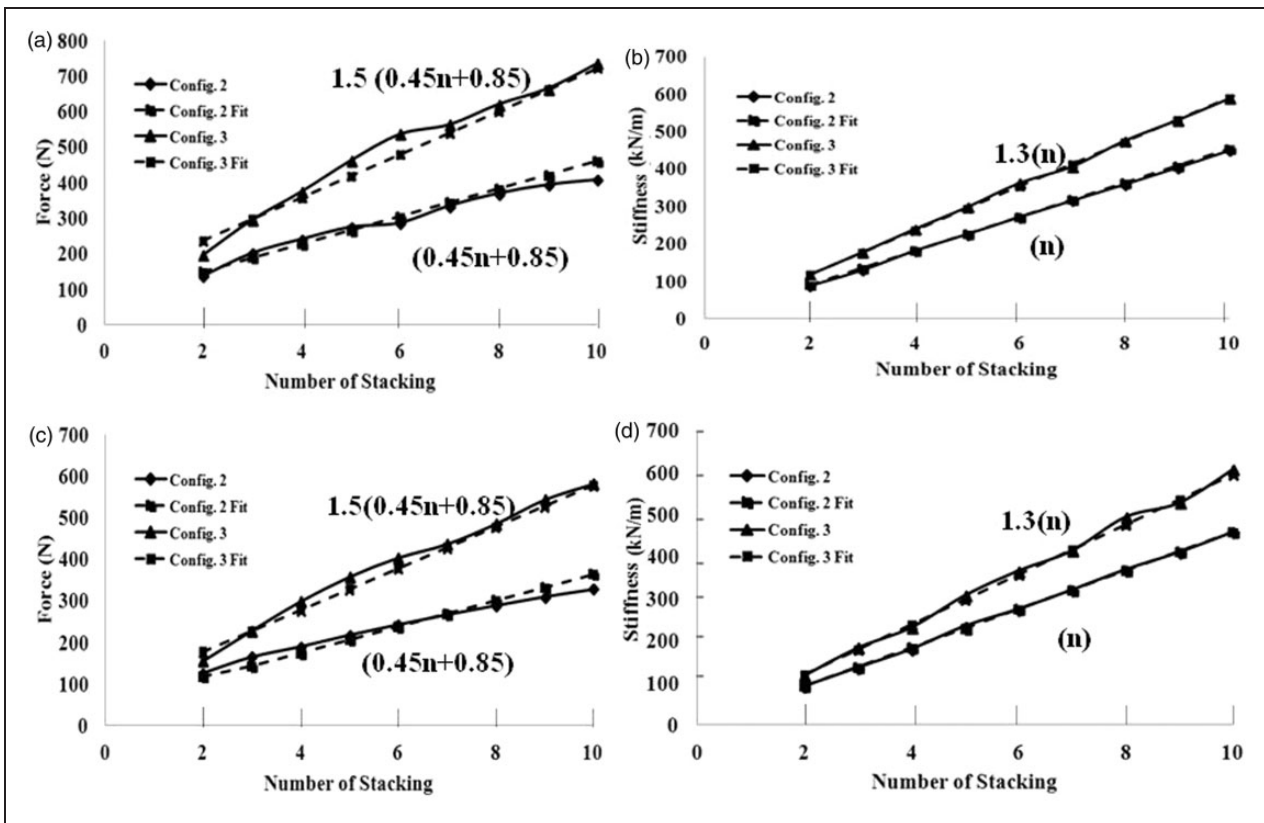 (a)
800
700
600
500
400
300
200
100
0
Force (N)
Config. 2
Config. 2 Fit
Config. 3
Config. 3 Fit
1.5 (0.45n+0.85)
(0.45n+0.85)
0 2 4 6 8 10
Number of Stacking
(b)
700
600
500
400
300
200
100
0
Stiffness (kN/m)
Config. 2
Config. 2 Fit
Config. 3
Config. 3 Fit
1.3(n)
(n)
0 2 4 6 8 10
Number of Stacking
(c)
700
600
500
400
300
200
100
0
Force (N)
Config. 2
Config. 2 Fit
Config. 3
Config. 3 Fit
1.5(0.45n+0.85)
(0.45n+0.85)
0 2 4 6 8 10
Number of Stacking
(d)
700
600
500
400
300
200
100
0
Stiffness (kN/m)
Config. 2
Config. 2 Fit
Config. 3
Config. 3 Fit
1.3(n)
(n)
0 2 4 6 8 10
Number of Stacking